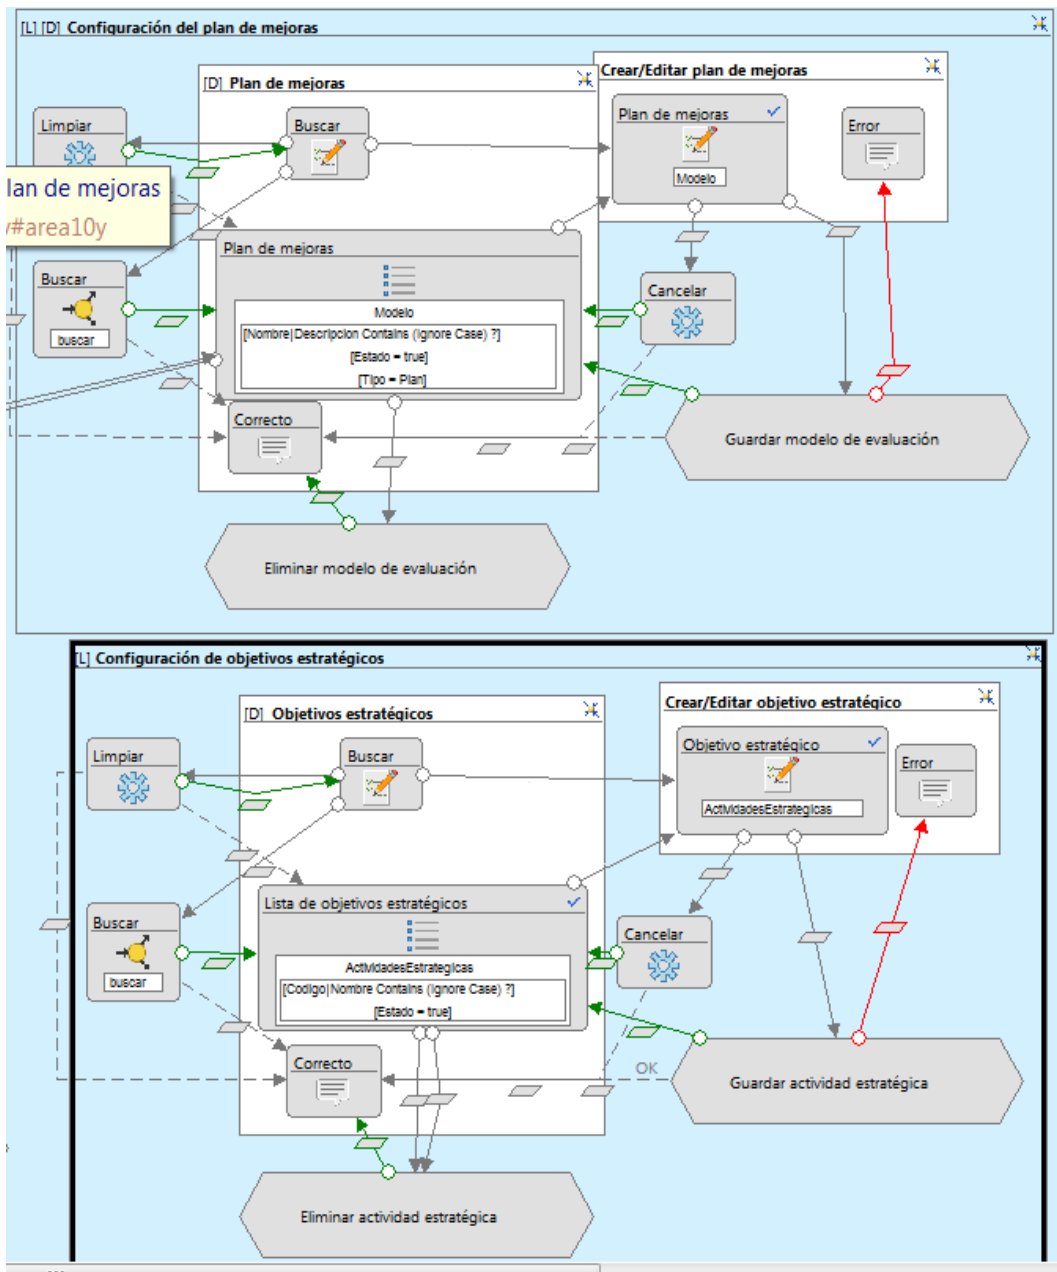 [L] [D] Configuración del plan de mejoras
[D] Plan de mejoras
Crear/Editar plan de mejoras
Limpiar
Buscar
Plan de mejoras
Modelo
Error
lan de mejoras
y#area10y
Plan de mejoras
Modelo
[Nombre|Descripcion Contains (Ignore Case) ?]
[Estado = true]
[Tipo = Plan]
Buscar
buscar
Cancelar
Correcto
Guardar modelo de evaluación
Eliminar modelo de evaluación
[L] Configuración de objetivos estratégicos
[D] Objetivos estratégicos
Crear/Editar objetivo estratégico
Limpiar
Buscar
Objetivo estratégico
ActividadesEstrategicas
Error
Lista de objetivos estratégicos
ActividadesEstrategicas
[Codigo|Nombre Contains (Ignore Case) ?]
[Estado = true]
Buscar
buscar
Cancelar
Correcto
OK
Guardar actividad estratégica
Eliminar actividad estratégica